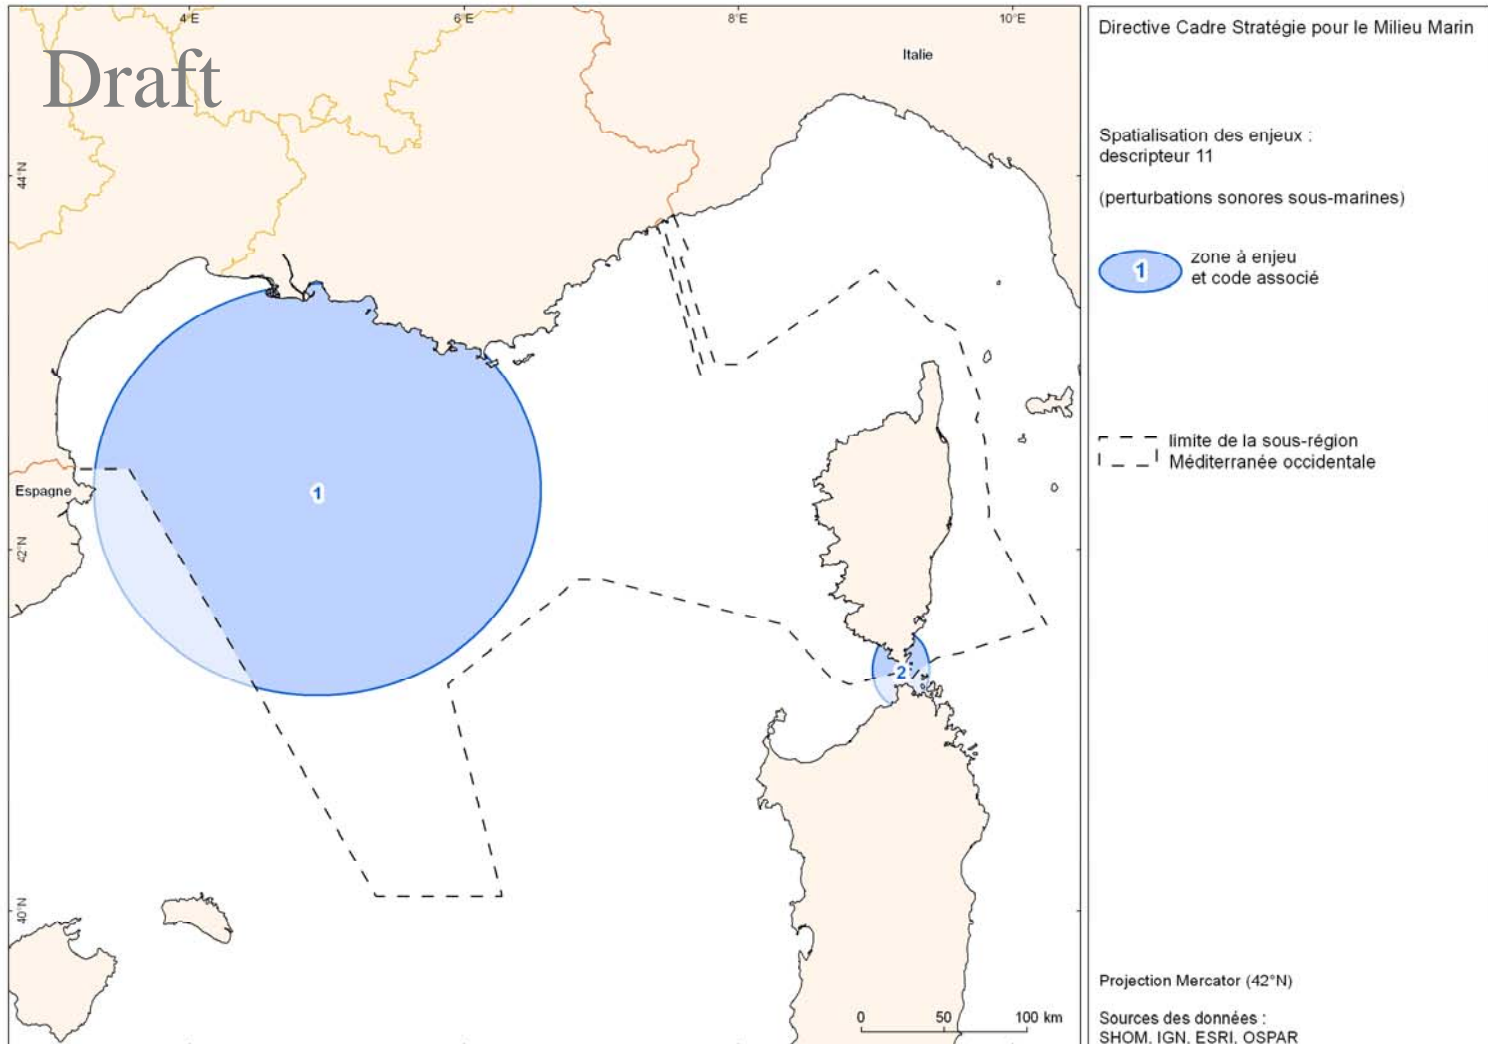 4°E
6°E
8°E
10°E
Draft
Italie
44°N
Espagne
42°N
40°N
1
2
0 50 100 km
Directive Cadre Stratégie pour le Milieu Marin
Spatialisation des enjeux :
descripteur 11
(perturbations sonores sous-marines)
1
zone à enjeu
et code associé
limite de la sous-région
Méditerranée occidentale
Projection Mercator (42°N)
Sources des données :
SHOM, IGN, ESRI, OSPAR